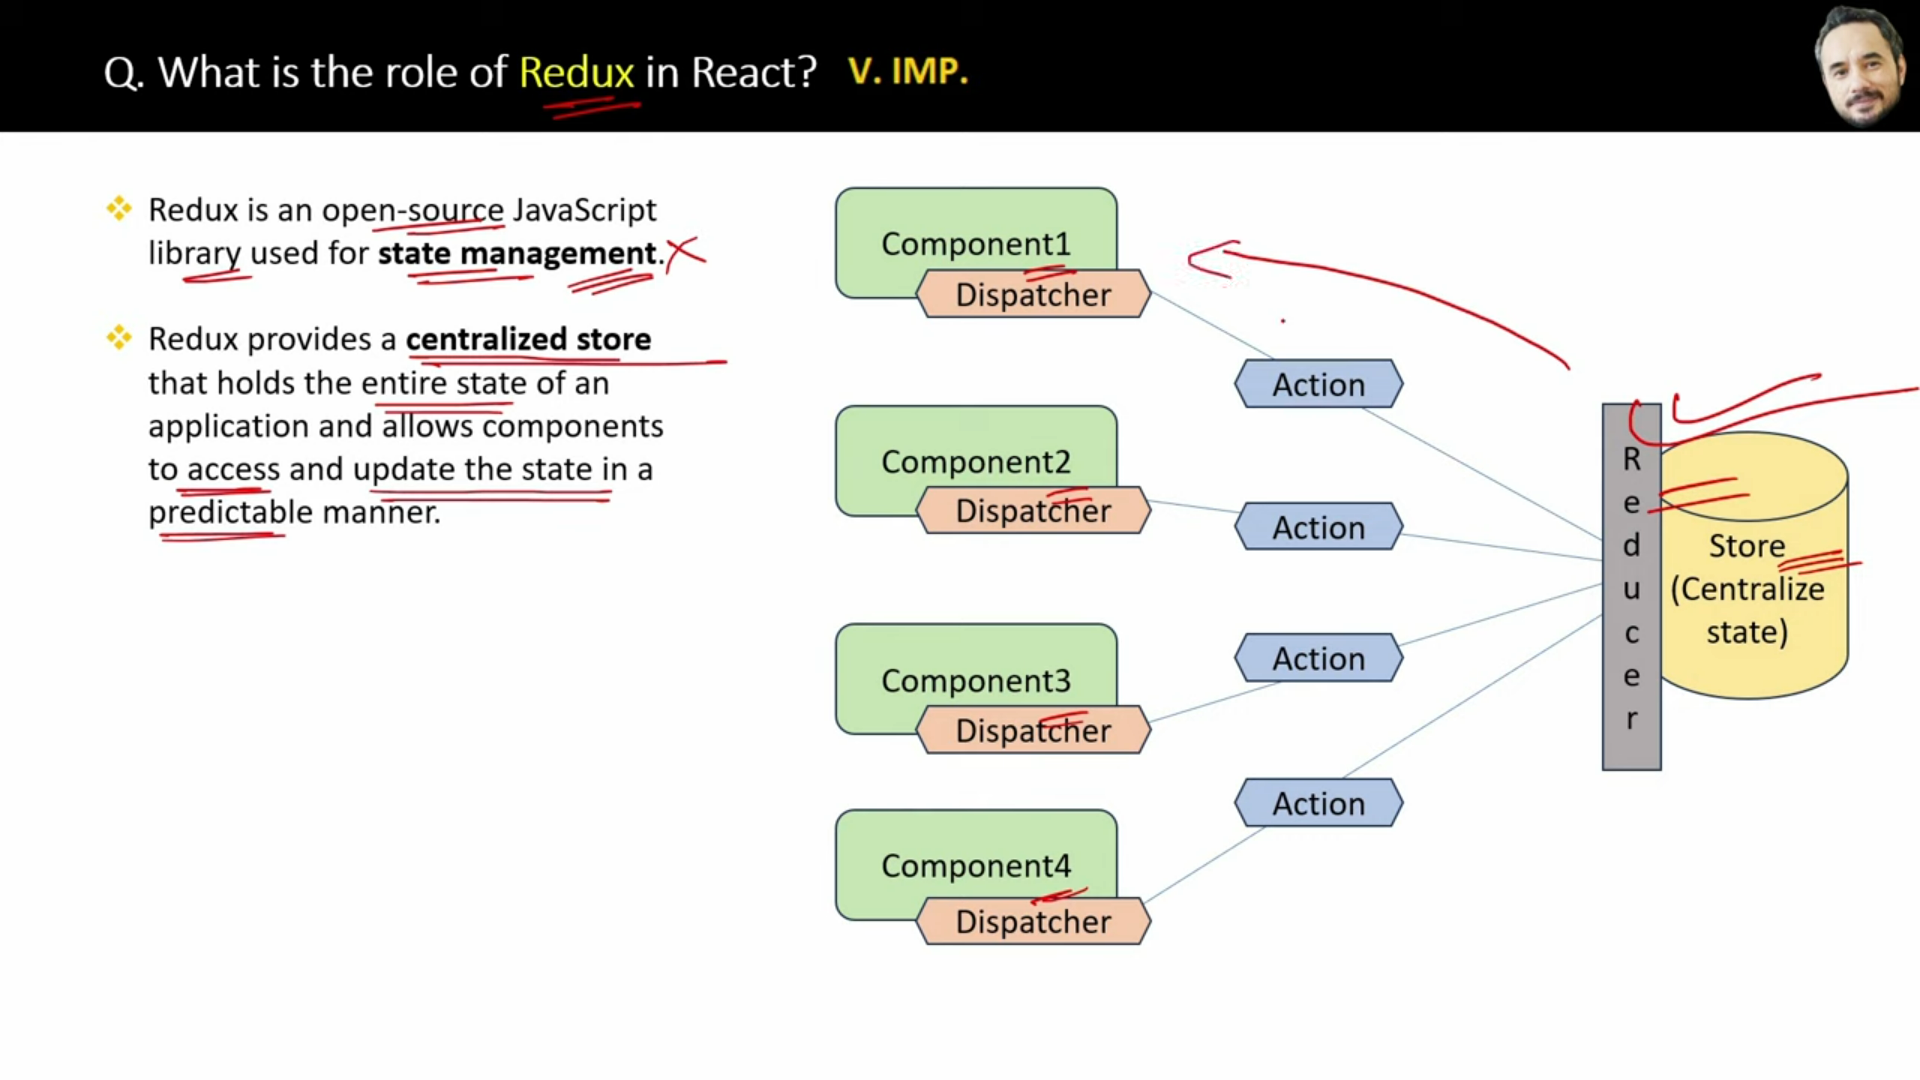 Q. What is the role of Redux in React? V. IMP.
Redux is an open-source JavaScript
library used for state management.
Redux provides a centralized store
that holds the entire state of an
application and allows components
to access and update the state in a
predictable manner.
Component1
Dispatcher
Action
Component2
Dispatcher
Action
Component3
Dispatcher
Action
Component4
Dispatcher
Action
R
e
d
u
c
e
r
Store
(Centralize
state)